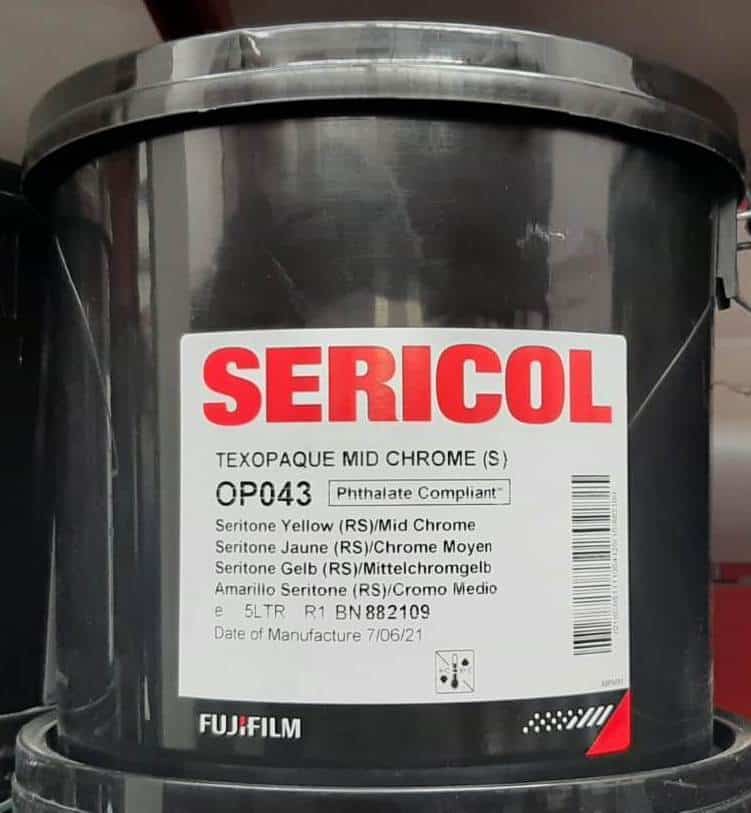 SERICOL
TEXOPAQUE MID CHROME (S)
OP043 Phthalate Compliant
Seritone Yellow (RS)/Mid Chrome
Seritone Jaune (RS)/Chrome Moyen
Seritone Gelb (RS)/Mittelchromgelb
Amarillo Seritone (RS)/Cromo Medio
e 5LTR R1 BN 882109
Date of Manufacture 7/06/21
FUJIFILM